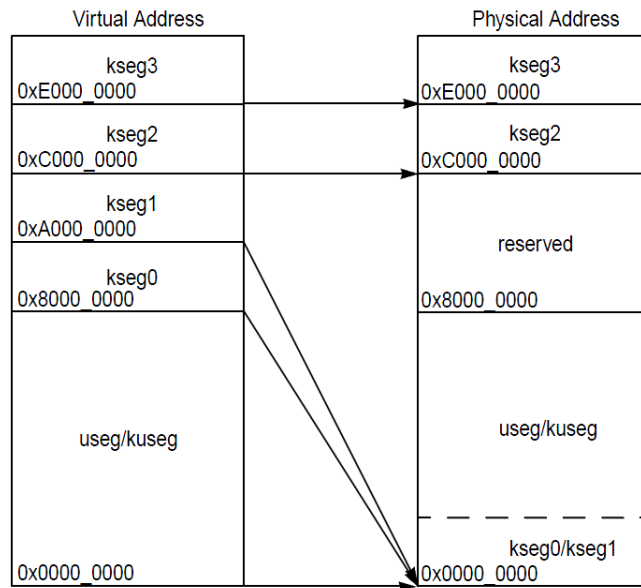 Virtual Address
kseg3
0xE000_0000
kseg2
0xC000_0000
kseg1
0xA000_0000
kseg0
0x8000_0000
useg/kuseg
0x0000_0000
Physical Address
kseg3
0xE000_0000
kseg2
0xC000_0000
reserved
0x8000_0000
useg/kuseg
kseg0/kseg1
0x0000_0000